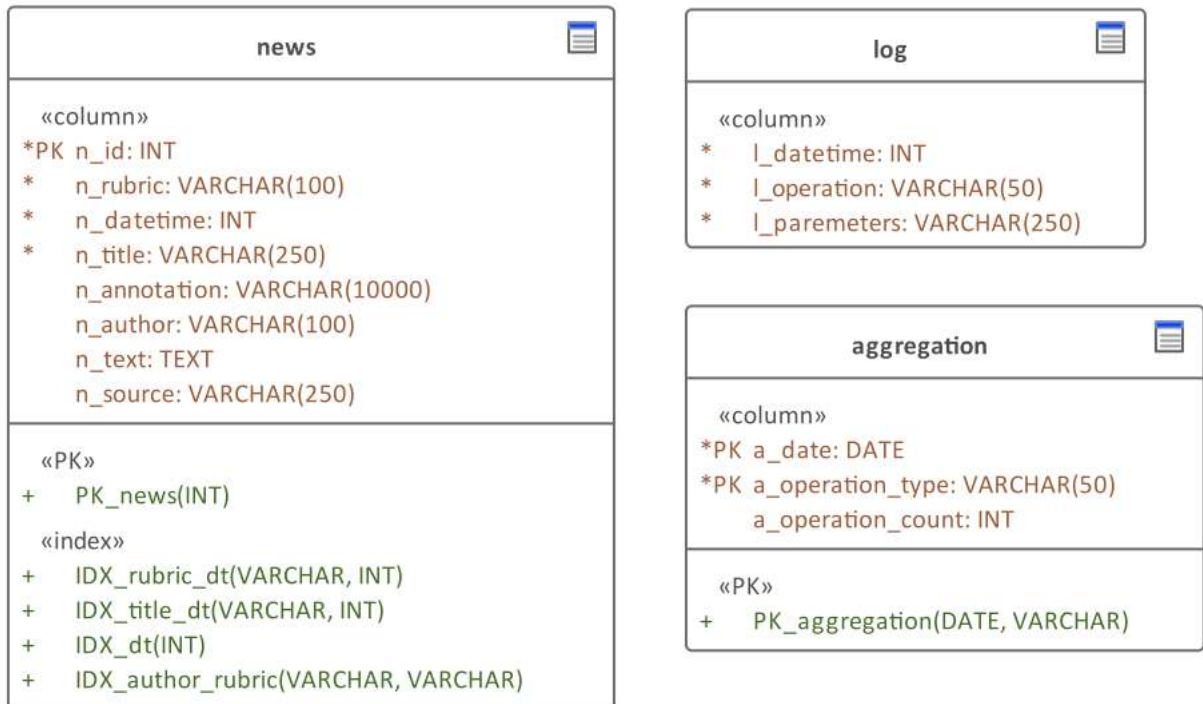 news
«column»
*PK n_id: INT
* n_rubric: VARCHAR(100)
* n_datetime: INT
* n_title: VARCHAR(250)
n_annotation: VARCHAR(10000)
n_author: VARCHAR(100)
n_text: TEXT
n_source: VARCHAR(250)
«PK»
+ PK_news(INT)
«index»
+ IDX_rubric_dt(VARCHAR, INT)
+ IDX_title_dt(VARCHAR, INT)
+ IDX_dt(INT)
+ IDX_author_rubric(VARCHAR, VARCHAR)
log
«column»
* l_datetime: INT
* l_operation: VARCHAR(50)
* l_paremeters: VARCHAR(250)
aggregation
«column»
*PK a_date: DATE
*PK a_operation_type: VARCHAR(50)
a_operation_count: INT
«PK»
+ PK_aggregation(DATE, VARCHAR)